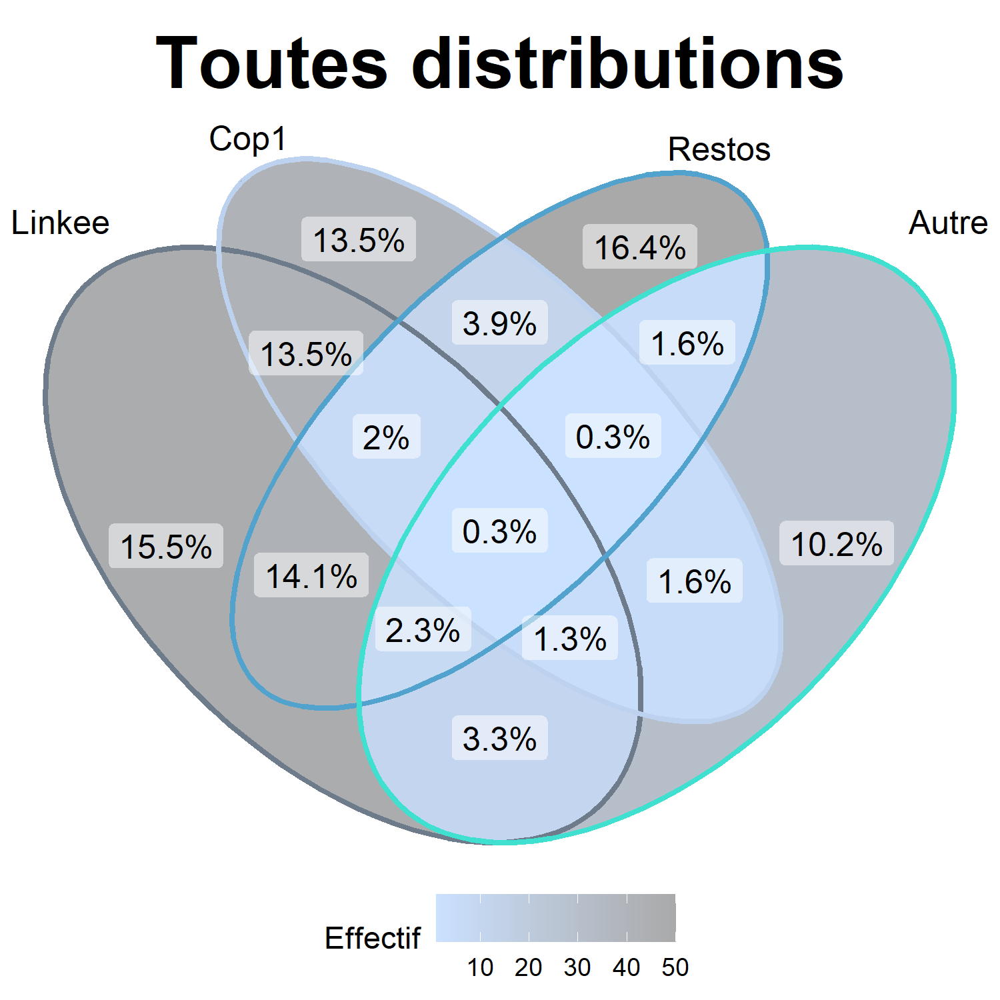 Toutes distributions
Cop1
Restos
Linkee
Autre
13.5%
16.4%
3.9%
1.6%
13.5%
2%
0.3%
0.3%
15.5%
10.2%
14.1%
1.6%
2.3%
1.3%
3.3%
Effectif
10 20 30 40 50